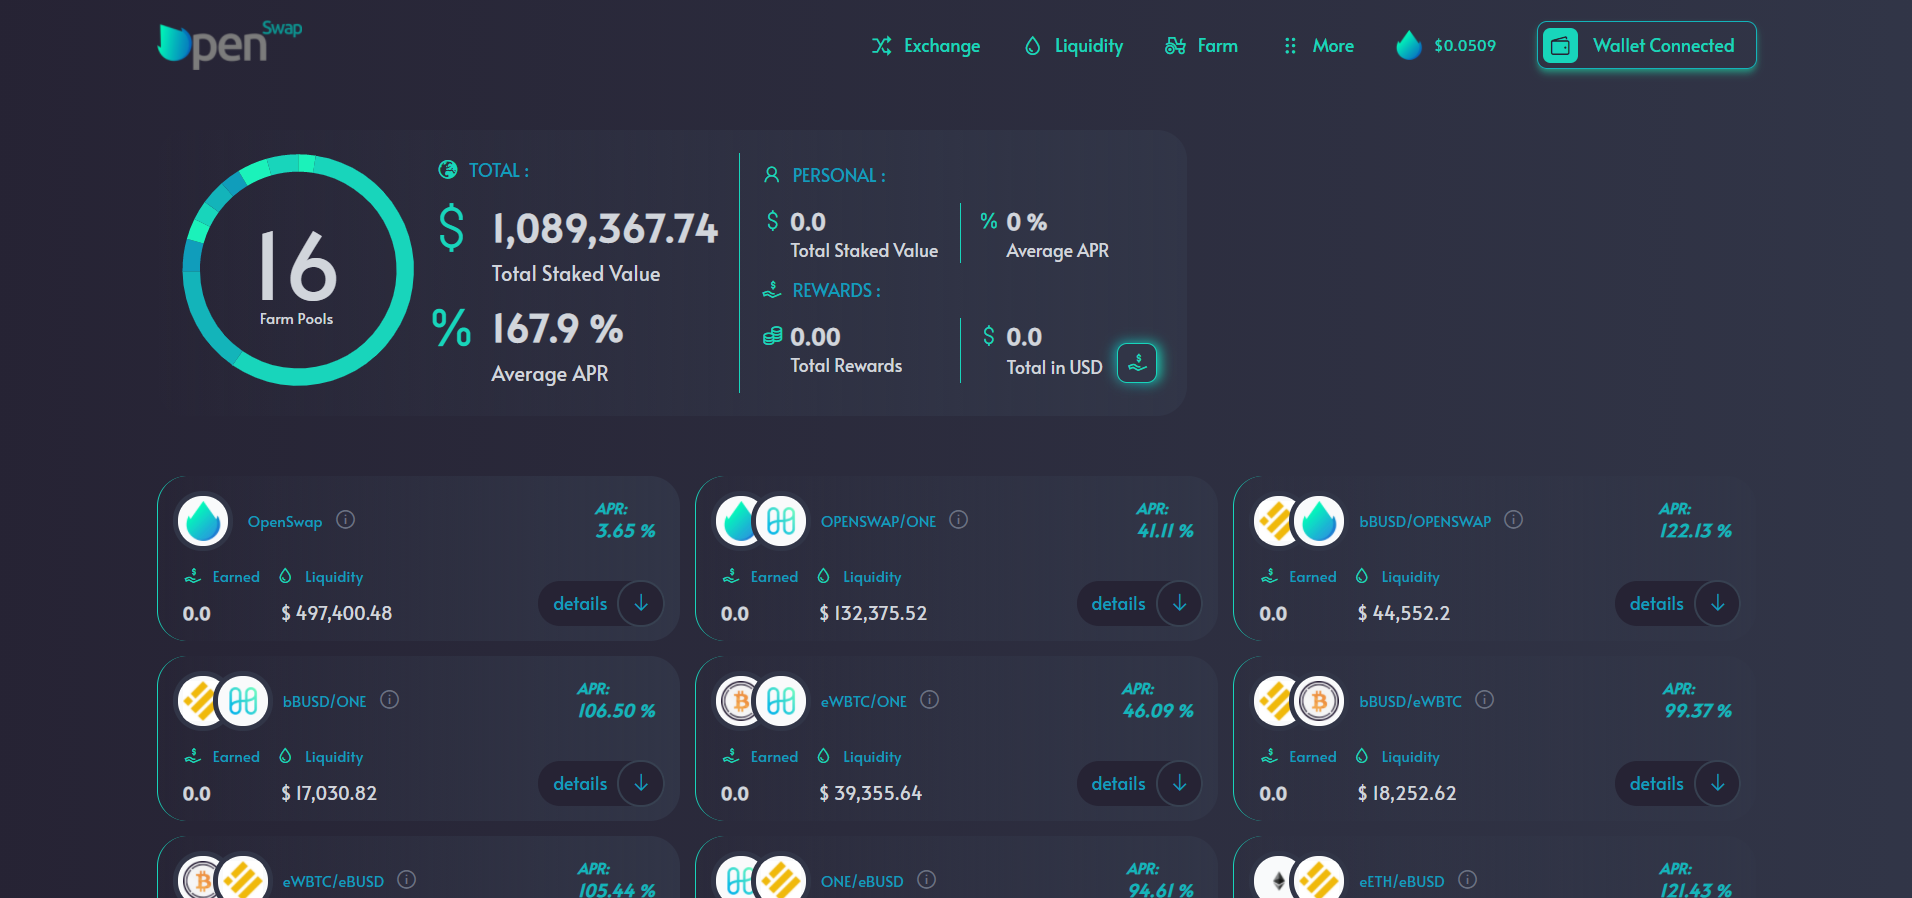 OpenSwap
Exchange
Liquidity
Farm
More
$0.0509
Wallet Connected
16
Farm Pools
TOTAL :
$ 1,089,367.74
Total Staked Value
% 167.9 %
Average APR
PERSONAL :
$ 0.0
Total Staked Value
% 0 %
Average APR
REWARDS :
0.00
Total Rewards
$ 0.0
Total in USD
OpenSwap
APR:
3.65 %
Earned
Liquidity
0.0
$ 497,400.48
details
OPENSWAP/ONE
APR:
41.11 %
Earned
Liquidity
0.0
$ 132,375.52
details
bBUSD/OPENSWAP
APR:
122.13 %
Earned
Liquidity
0.0
$ 44,552.2
details
bBUSD/ONE
APR:
106.50 %
Earned
Liquidity
0.0
$ 17,030.82
details
eWBTC/ONE
APR:
46.09 %
Earned
Liquidity
0.0
$ 39,355.64
details
bBUSD/eWBTC
APR:
99.37 %
Earned
Liquidity
0.0
$ 18,252.62
details
eWBTC/eBUSD
APR:
105.44 %
ONE/eBUSD
APR:
94.61 %
eETH/eBUSD
APR:
121.43 %